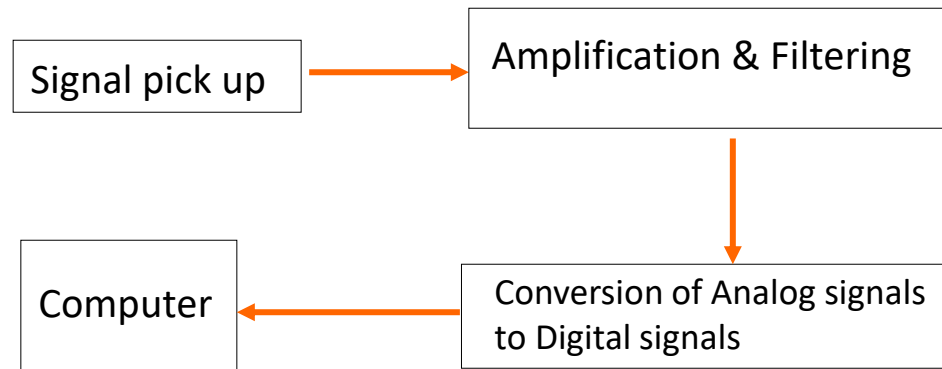 Signal pick up
Amplification & Filtering
Conversion of Analog signals
to Digital signals
Computer